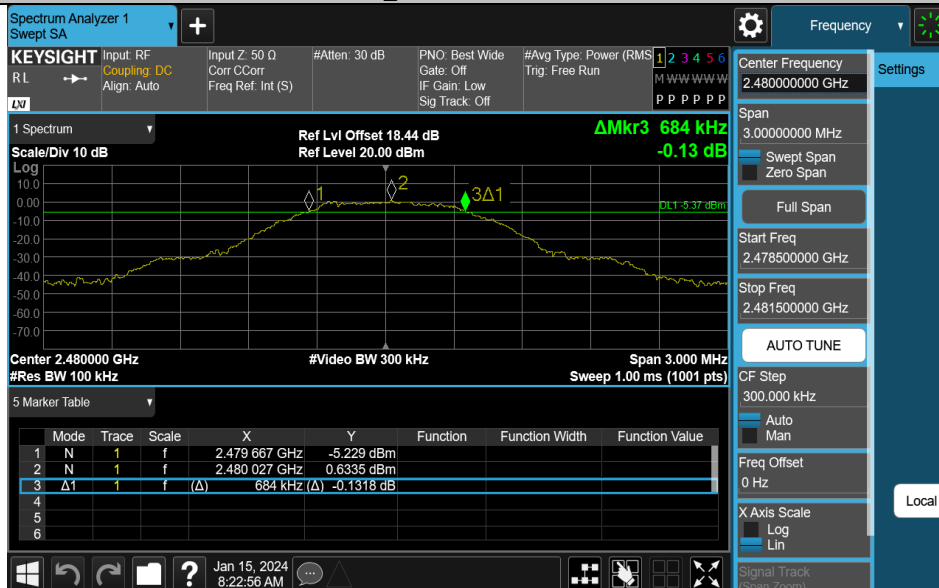 Spectrum Analyzer 1
Swept SA
+
Frequency
KEYSIGHT
RL
LXI
Input: RF
Coupling: DC
Align: Auto
Input Z: 50 Ω
Corr CCorr
Freq Ref: Int (S)
#Atten: 30 dB
PNO: Best Wide
Gate: Off
IF Gain: Low
Sig Track: Off
#Avg Type: Power (RMS
Trig: Free Run
1 2 3 4 5 6
M W W W W W
P P P P P P
1 Spectrum
Scale/Div 10 dB
Ref Lvl Offset 18.44 dB
Ref Level 20.00 dBm
ΔMkr3 684 kHz
-0.13 dB
Log
10.0
0.00
-10.0
-20.0
-30.0
-40.0
-50.0
-60.0
-70.0
1
2
3Δ1
DL1 -5.37 dBm
Center 2.480000 GHz
#Video BW 300 kHz
Span 3.000 MHz
#Res BW 100 kHz
Sweep 1.00 ms (1001 pts)
5 Marker Table
Mode Trace Scale X Y Function Function Width Function Value
1 N 1 f 2.479 667 GHz -5.229 dBm
2 N 1 f 2.480 027 GHz 0.6335 dBm
3 Δ1 1 f (Δ) 684 kHz (Δ) -0.1318 dB
4
5
6
?
Jan 15, 2024
8:22:56 AM
Center Frequency
2.480000000 GHz
Settings
Span
3.00000000 MHz
Swept Span
Zero Span
Full Span
Start Freq
2.478500000 GHz
Stop Freq
2.481500000 GHz
AUTO TUNE
CF Step
300.000 kHz
Auto
Man
Freq Offset
0 Hz
Local
X Axis Scale
Log
Lin
Signal Track
(Span Zoom)